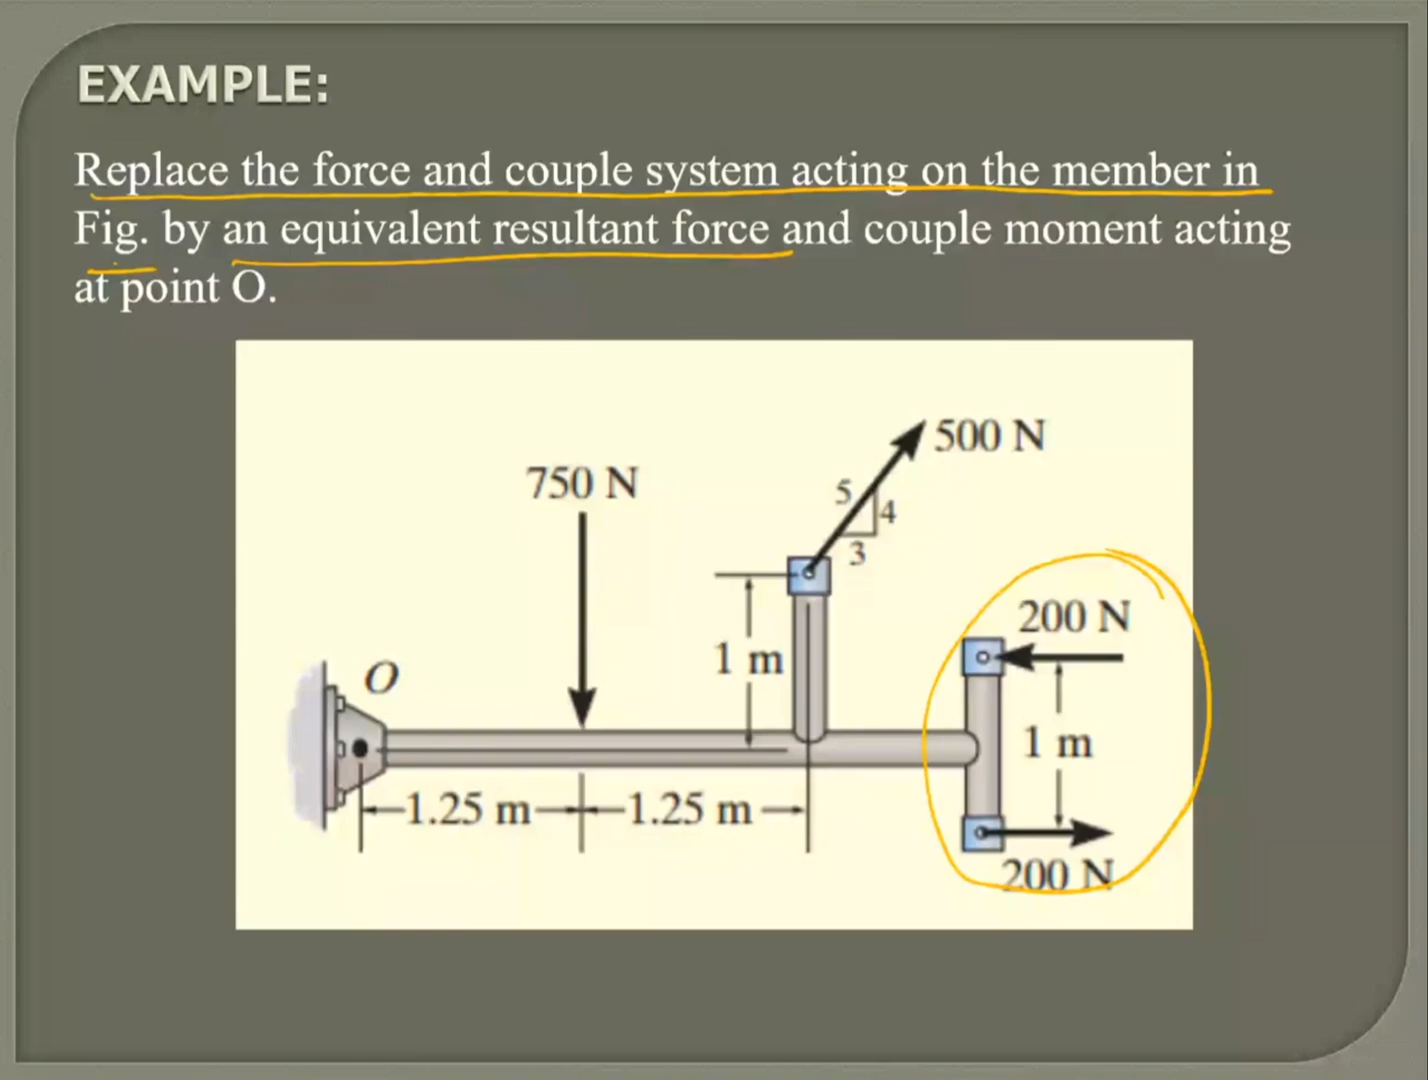 EXAMPLE:
Replace the force and couple system acting on the member in
Fig. by an equivalent resultant force and couple moment acting
at point O.
500 N
750 N
5
4
3
200 N
1 m
O
1 m
1.25 m
1.25 m
200 N